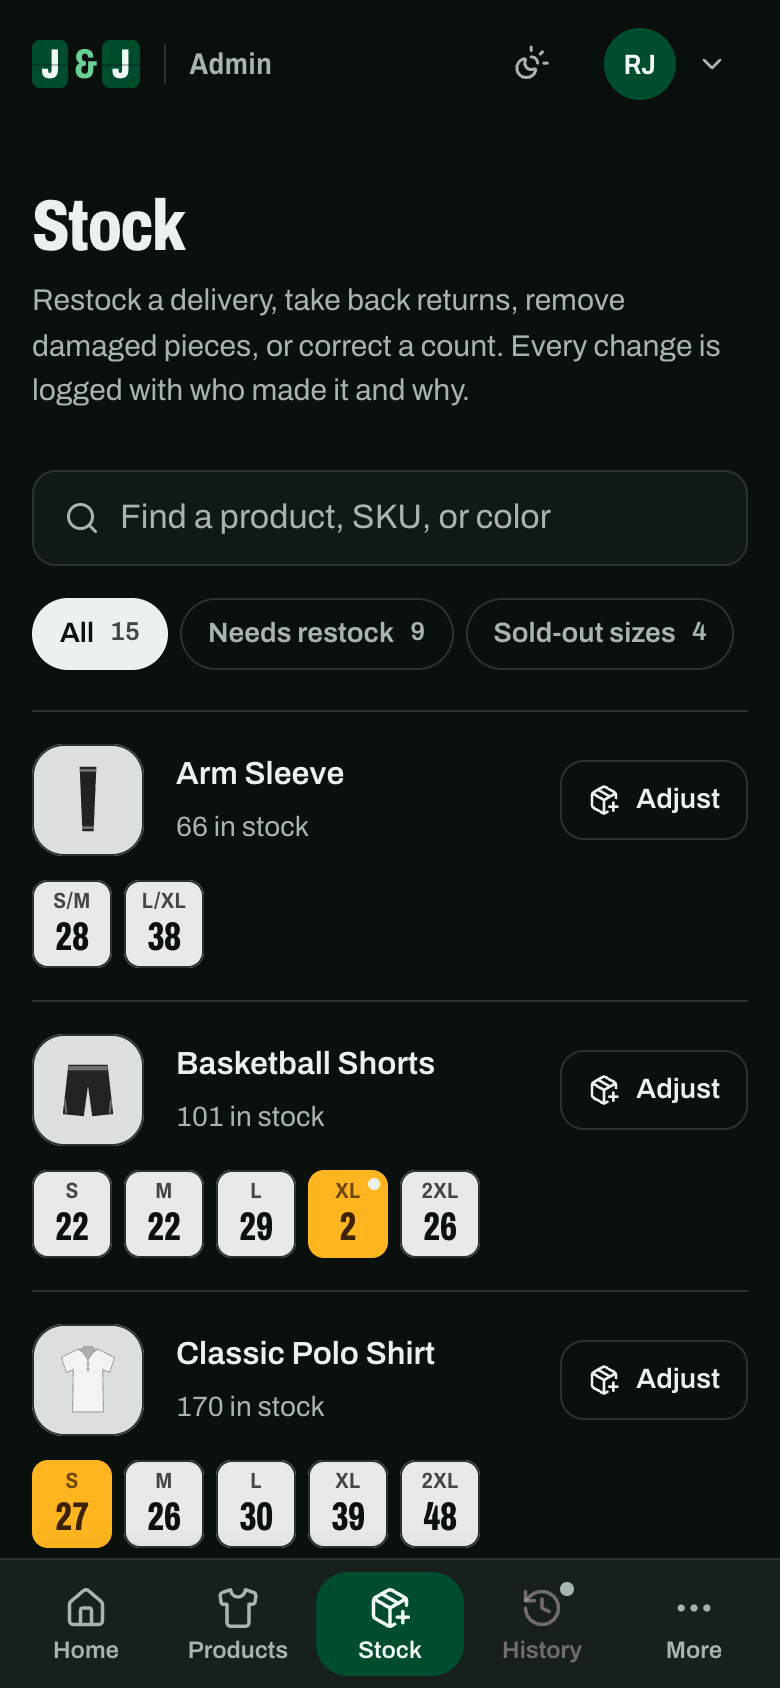 J & J Admin RJ
Stock
Restock a delivery, take back returns, remove
damaged pieces, or correct a count. Every change is
logged with who made it and why.
Find a product, SKU, or color
All 15 Needs restock 9 Sold-out sizes 4
Arm Sleeve
66 in stock
Adjust
S/M L/XL
28 38
Basketball Shorts
101 in stock
Adjust
S M L XL 2XL
22 22 29 2 26
Classic Polo Shirt
170 in stock
Adjust
S M L XL 2XL
27 26 30 39 48
Home Products Stock History More